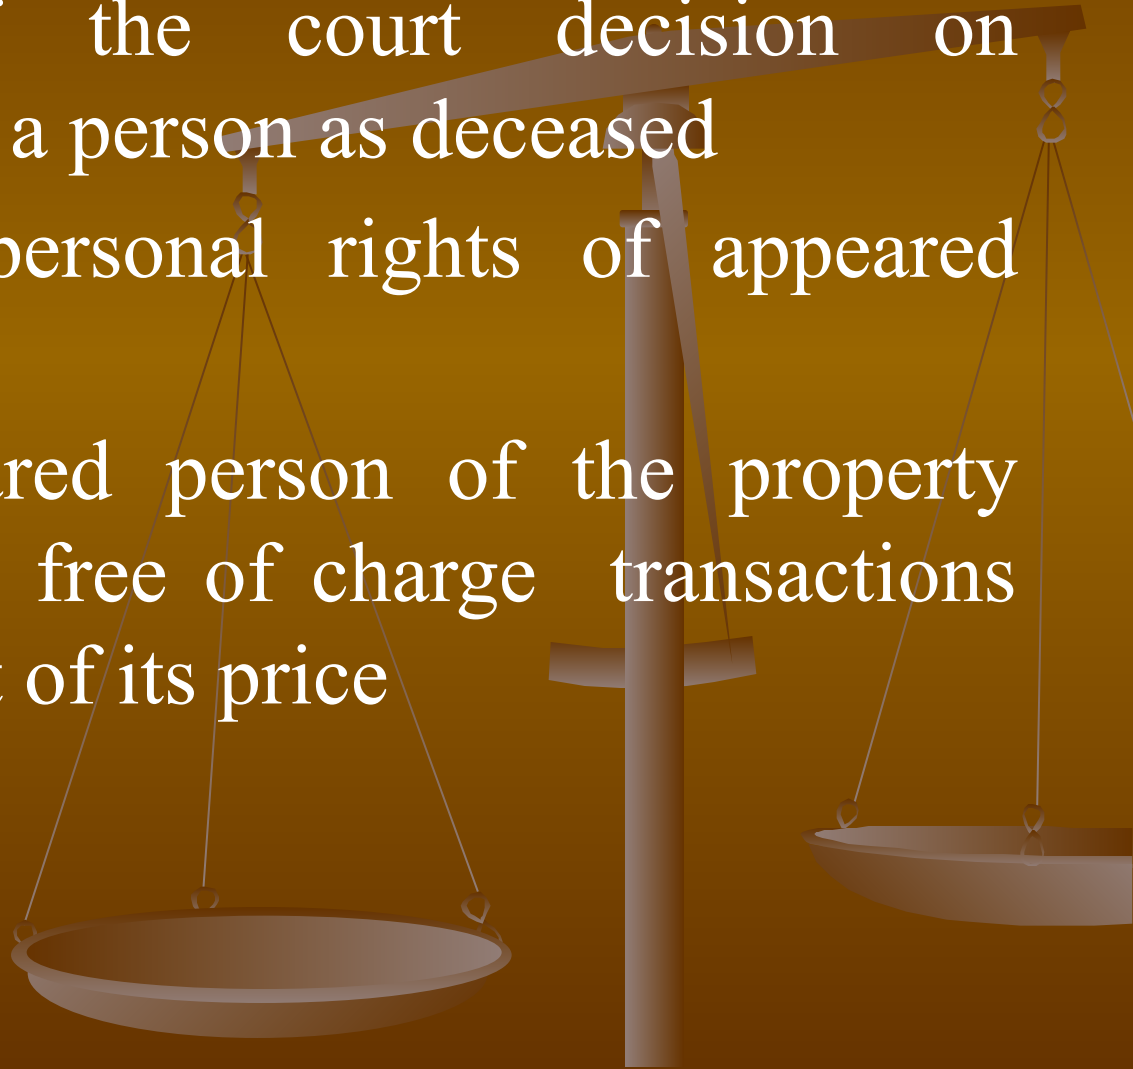 the court decision on
a person as deceased
personal rights of appeared
person of the property
free of charge transactions
of its price